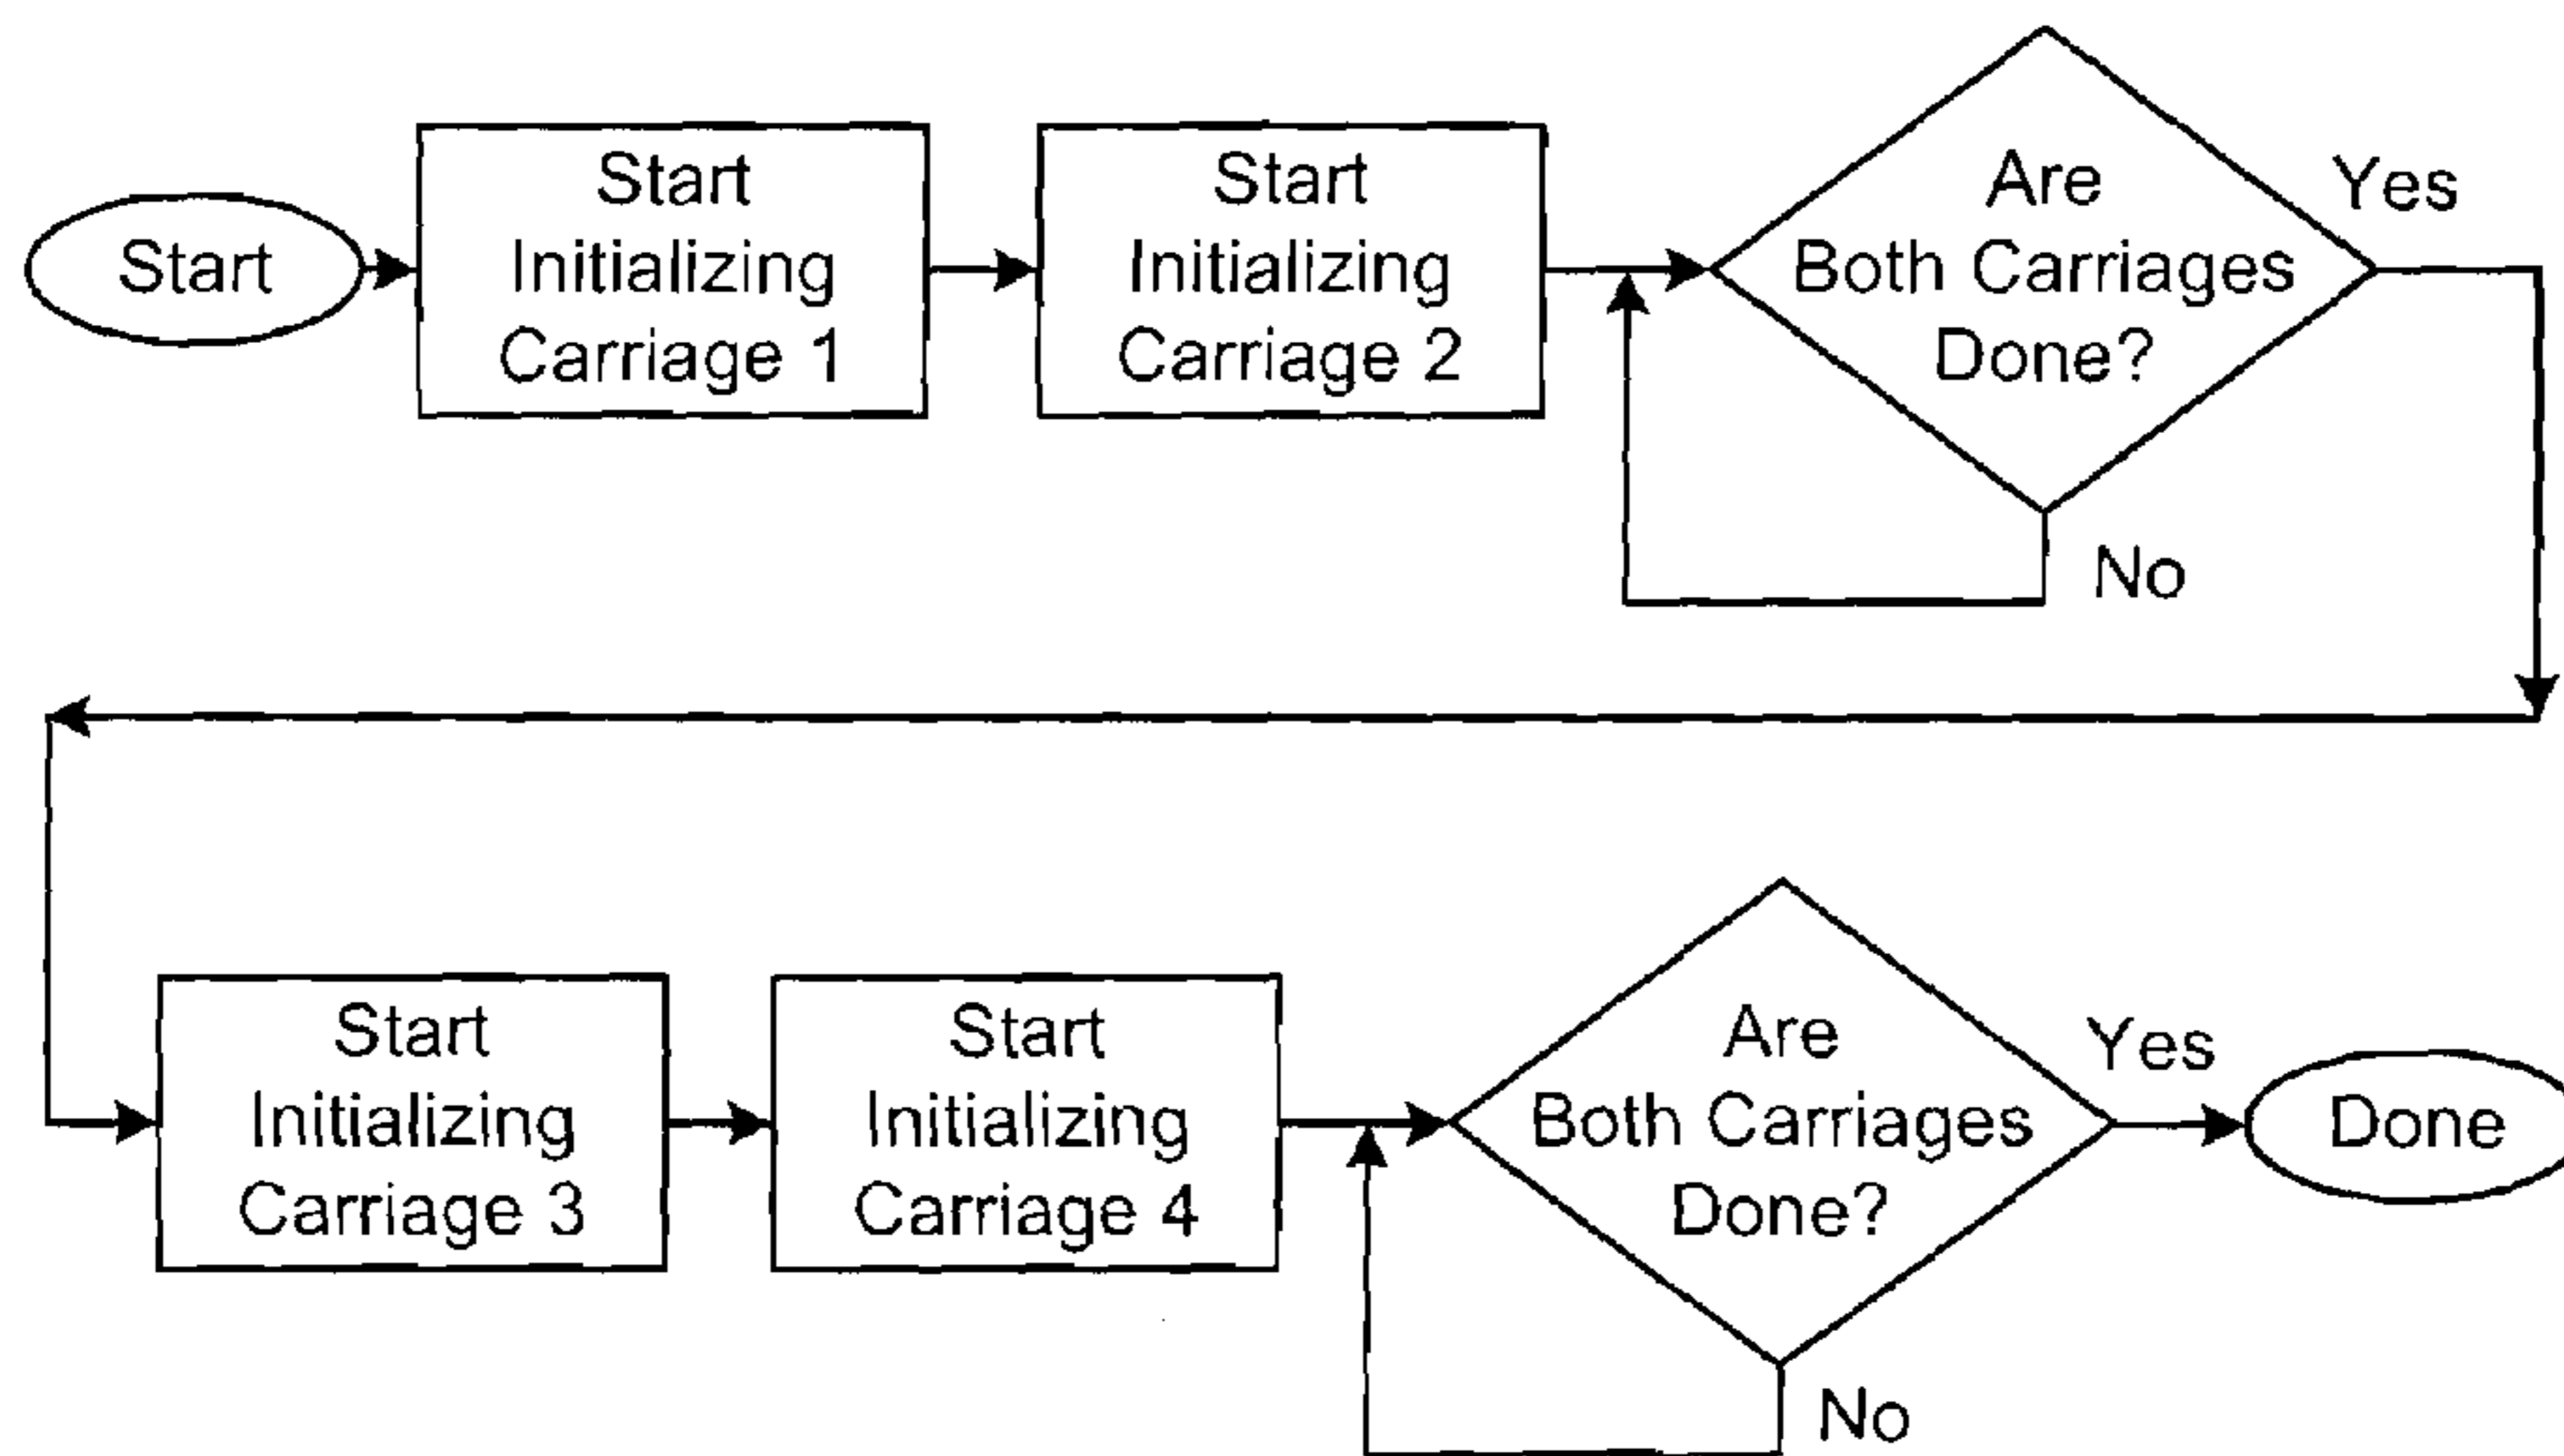 Start
Start
Initializing
Carriage 1
Start
Initializing
Carriage 2
Are
Both Carriages
Done?
Yes
No
Start
Initializing
Carriage 3
Start
Initializing
Carriage 4
Are
Both Carriages
Done?
Yes
No
Done